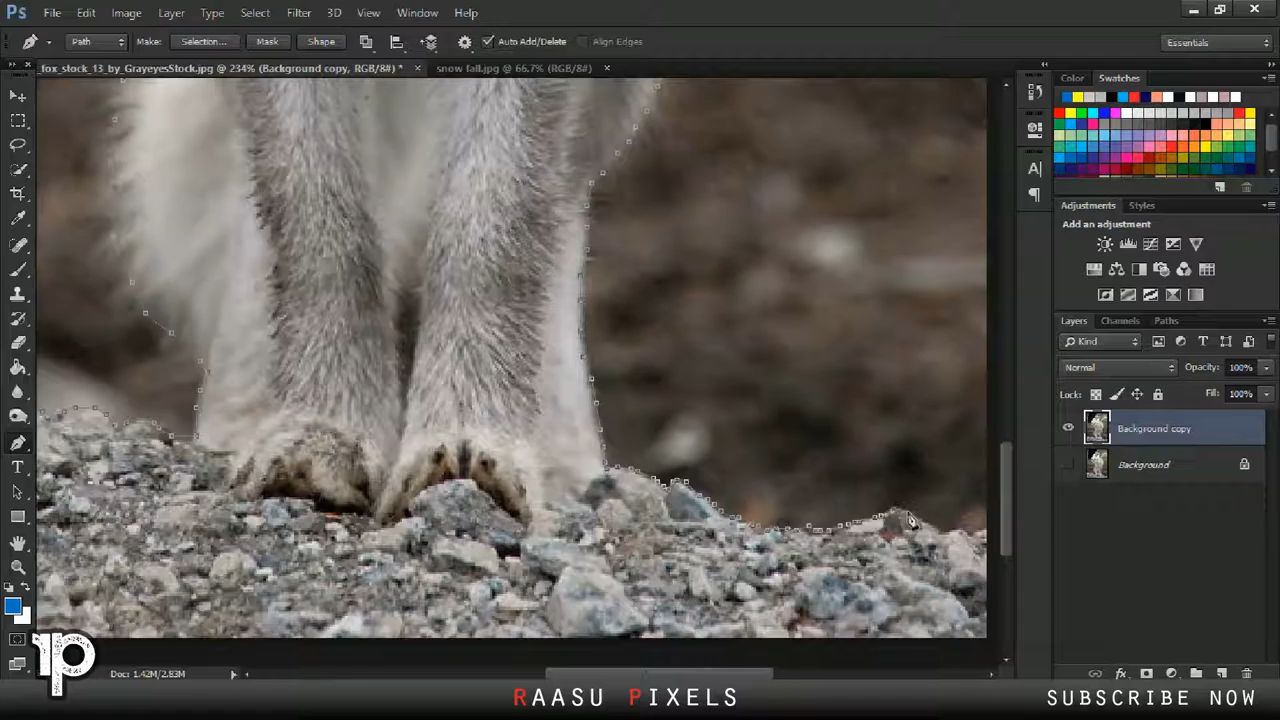 Ps File Edit Image Layer Type Select Filter 3D View Window Help
Path Make: Selection... Mask Shape Auto Add/Delete Align Edges Essentials
fox_stock_13_by_GrayeyesStock.jpg @ 234% (Background copy, RGB/8#) * × snow fall.jpg @ 66.7% (RGB/8#) ×
Color Swatches
Adjustments Styles
Add an adjustment
Layers Channels Paths
Kind
Normal Opacity: 100%
Lock: Fill: 100%
Background copy
Background
Doc: 1.42M/2.83M
RAASU PIXELS
SUBSCRIBE NOW